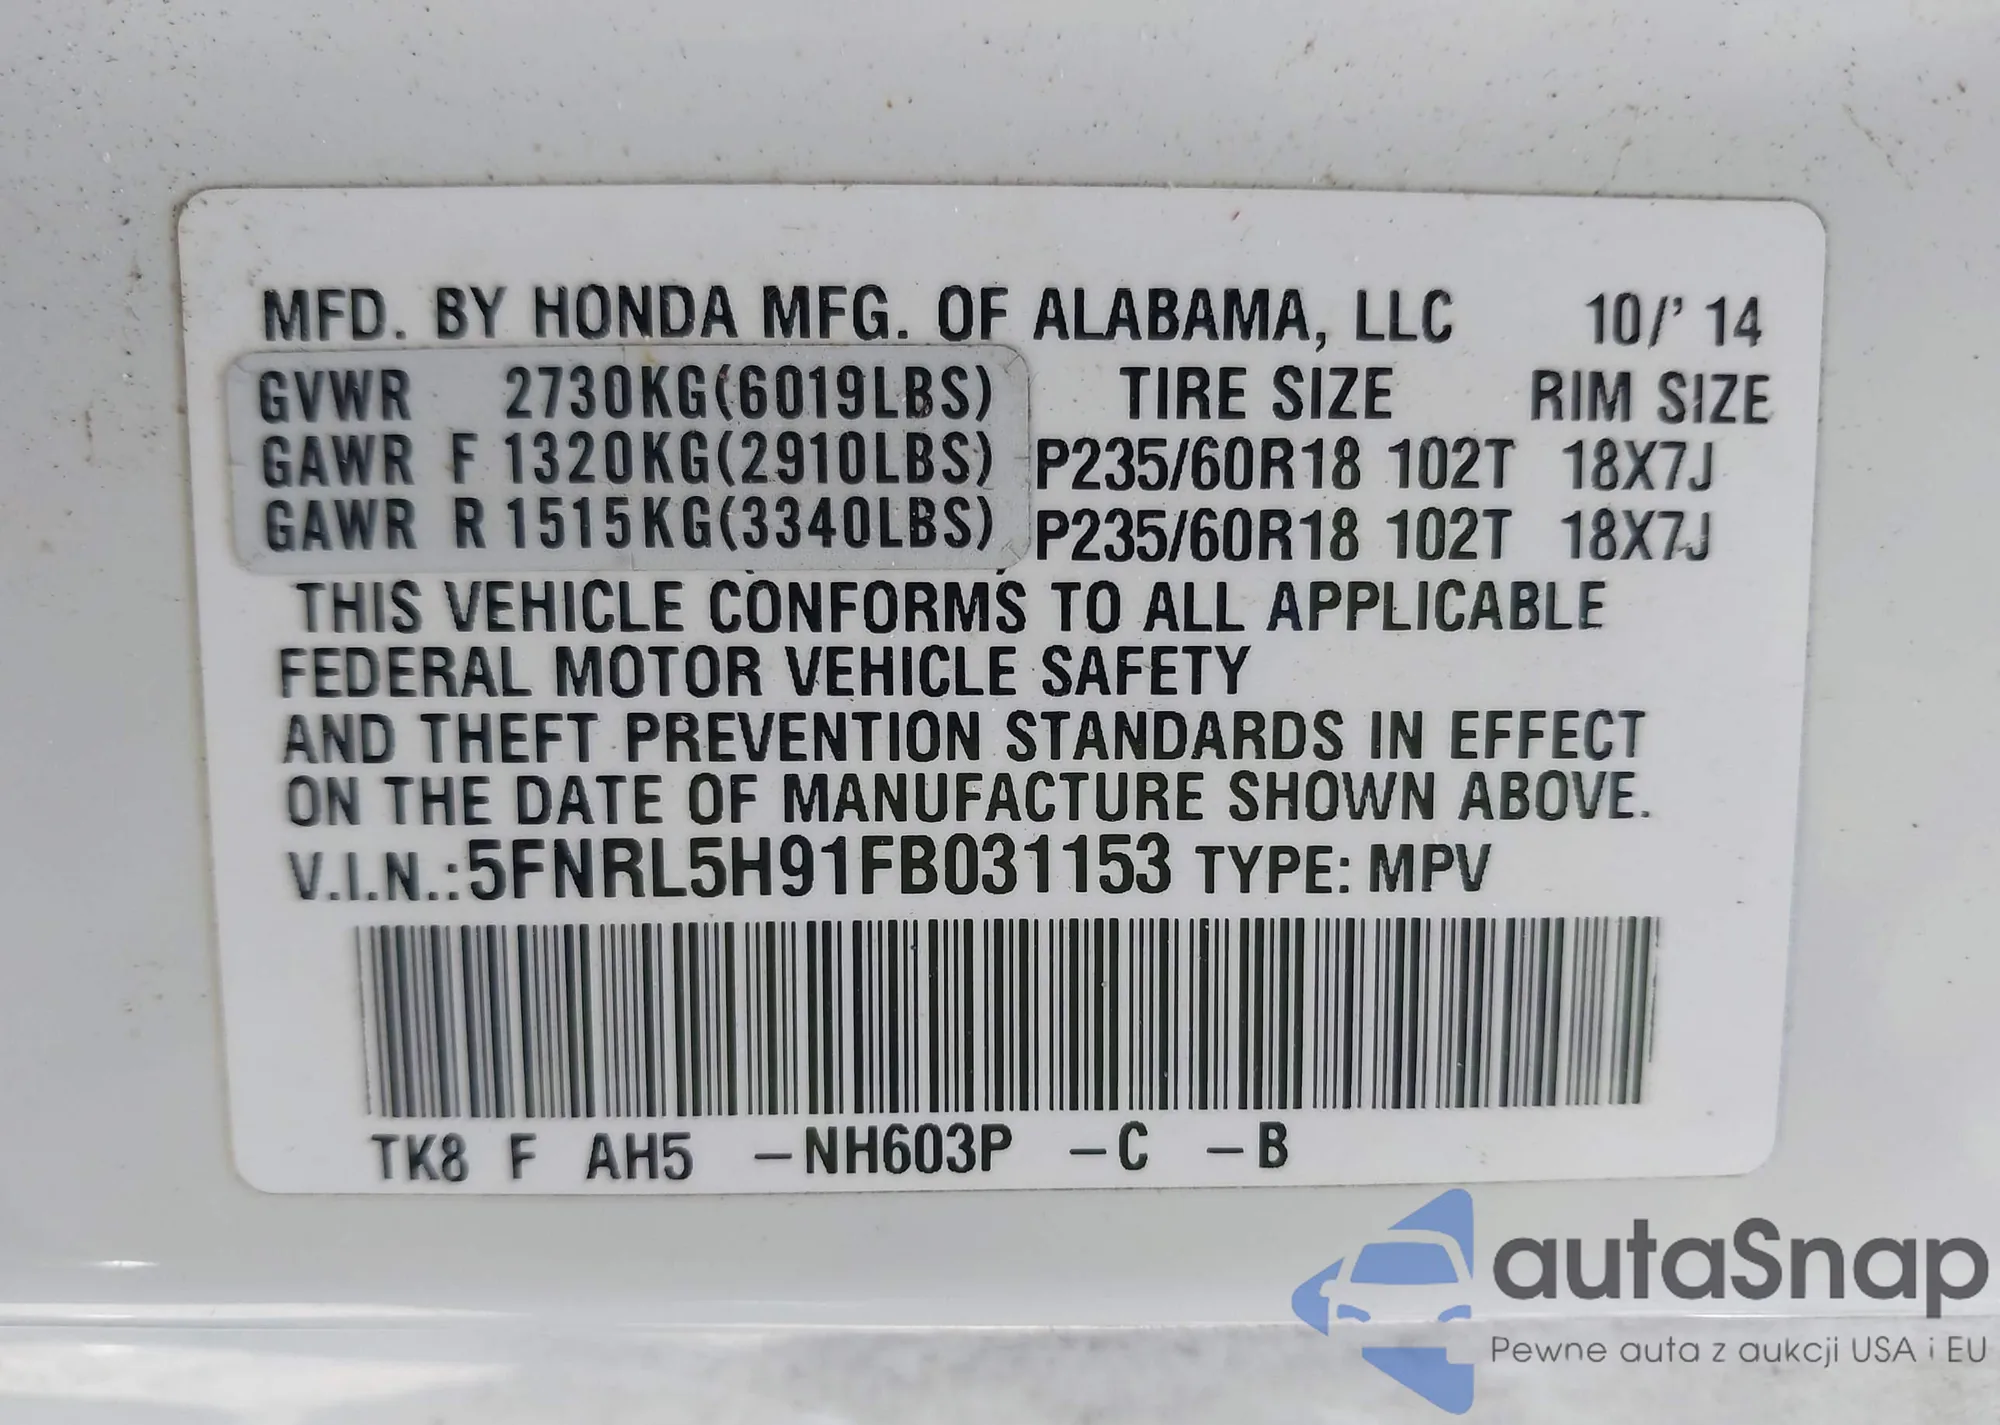 MFD. BY HONDA MFG. OF ALABAMA, LLC 10/' 14
GVWR 2730KG(6019LBS) TIRE SIZE RIM SIZE
GAWR F 1320KG(2910LBS) P235/60R18 102T 18X7J
GAWR R 1515KG(3340LBS) P235/60R18 102T 18X7J
THIS VEHICLE CONFORMS TO ALL APPLICABLE
FEDERAL MOTOR VEHICLE SAFETY
AND THEFT PREVENTION STANDARDS IN EFFECT
ON THE DATE OF MANUFACTURE SHOWN ABOVE.
V.I.N.:5FNRL5H91FB031153 TYPE: MPV
TK8 F AH5 -NH603P -C -B
autaSnap
Pewne auta z aukcji USA i EU